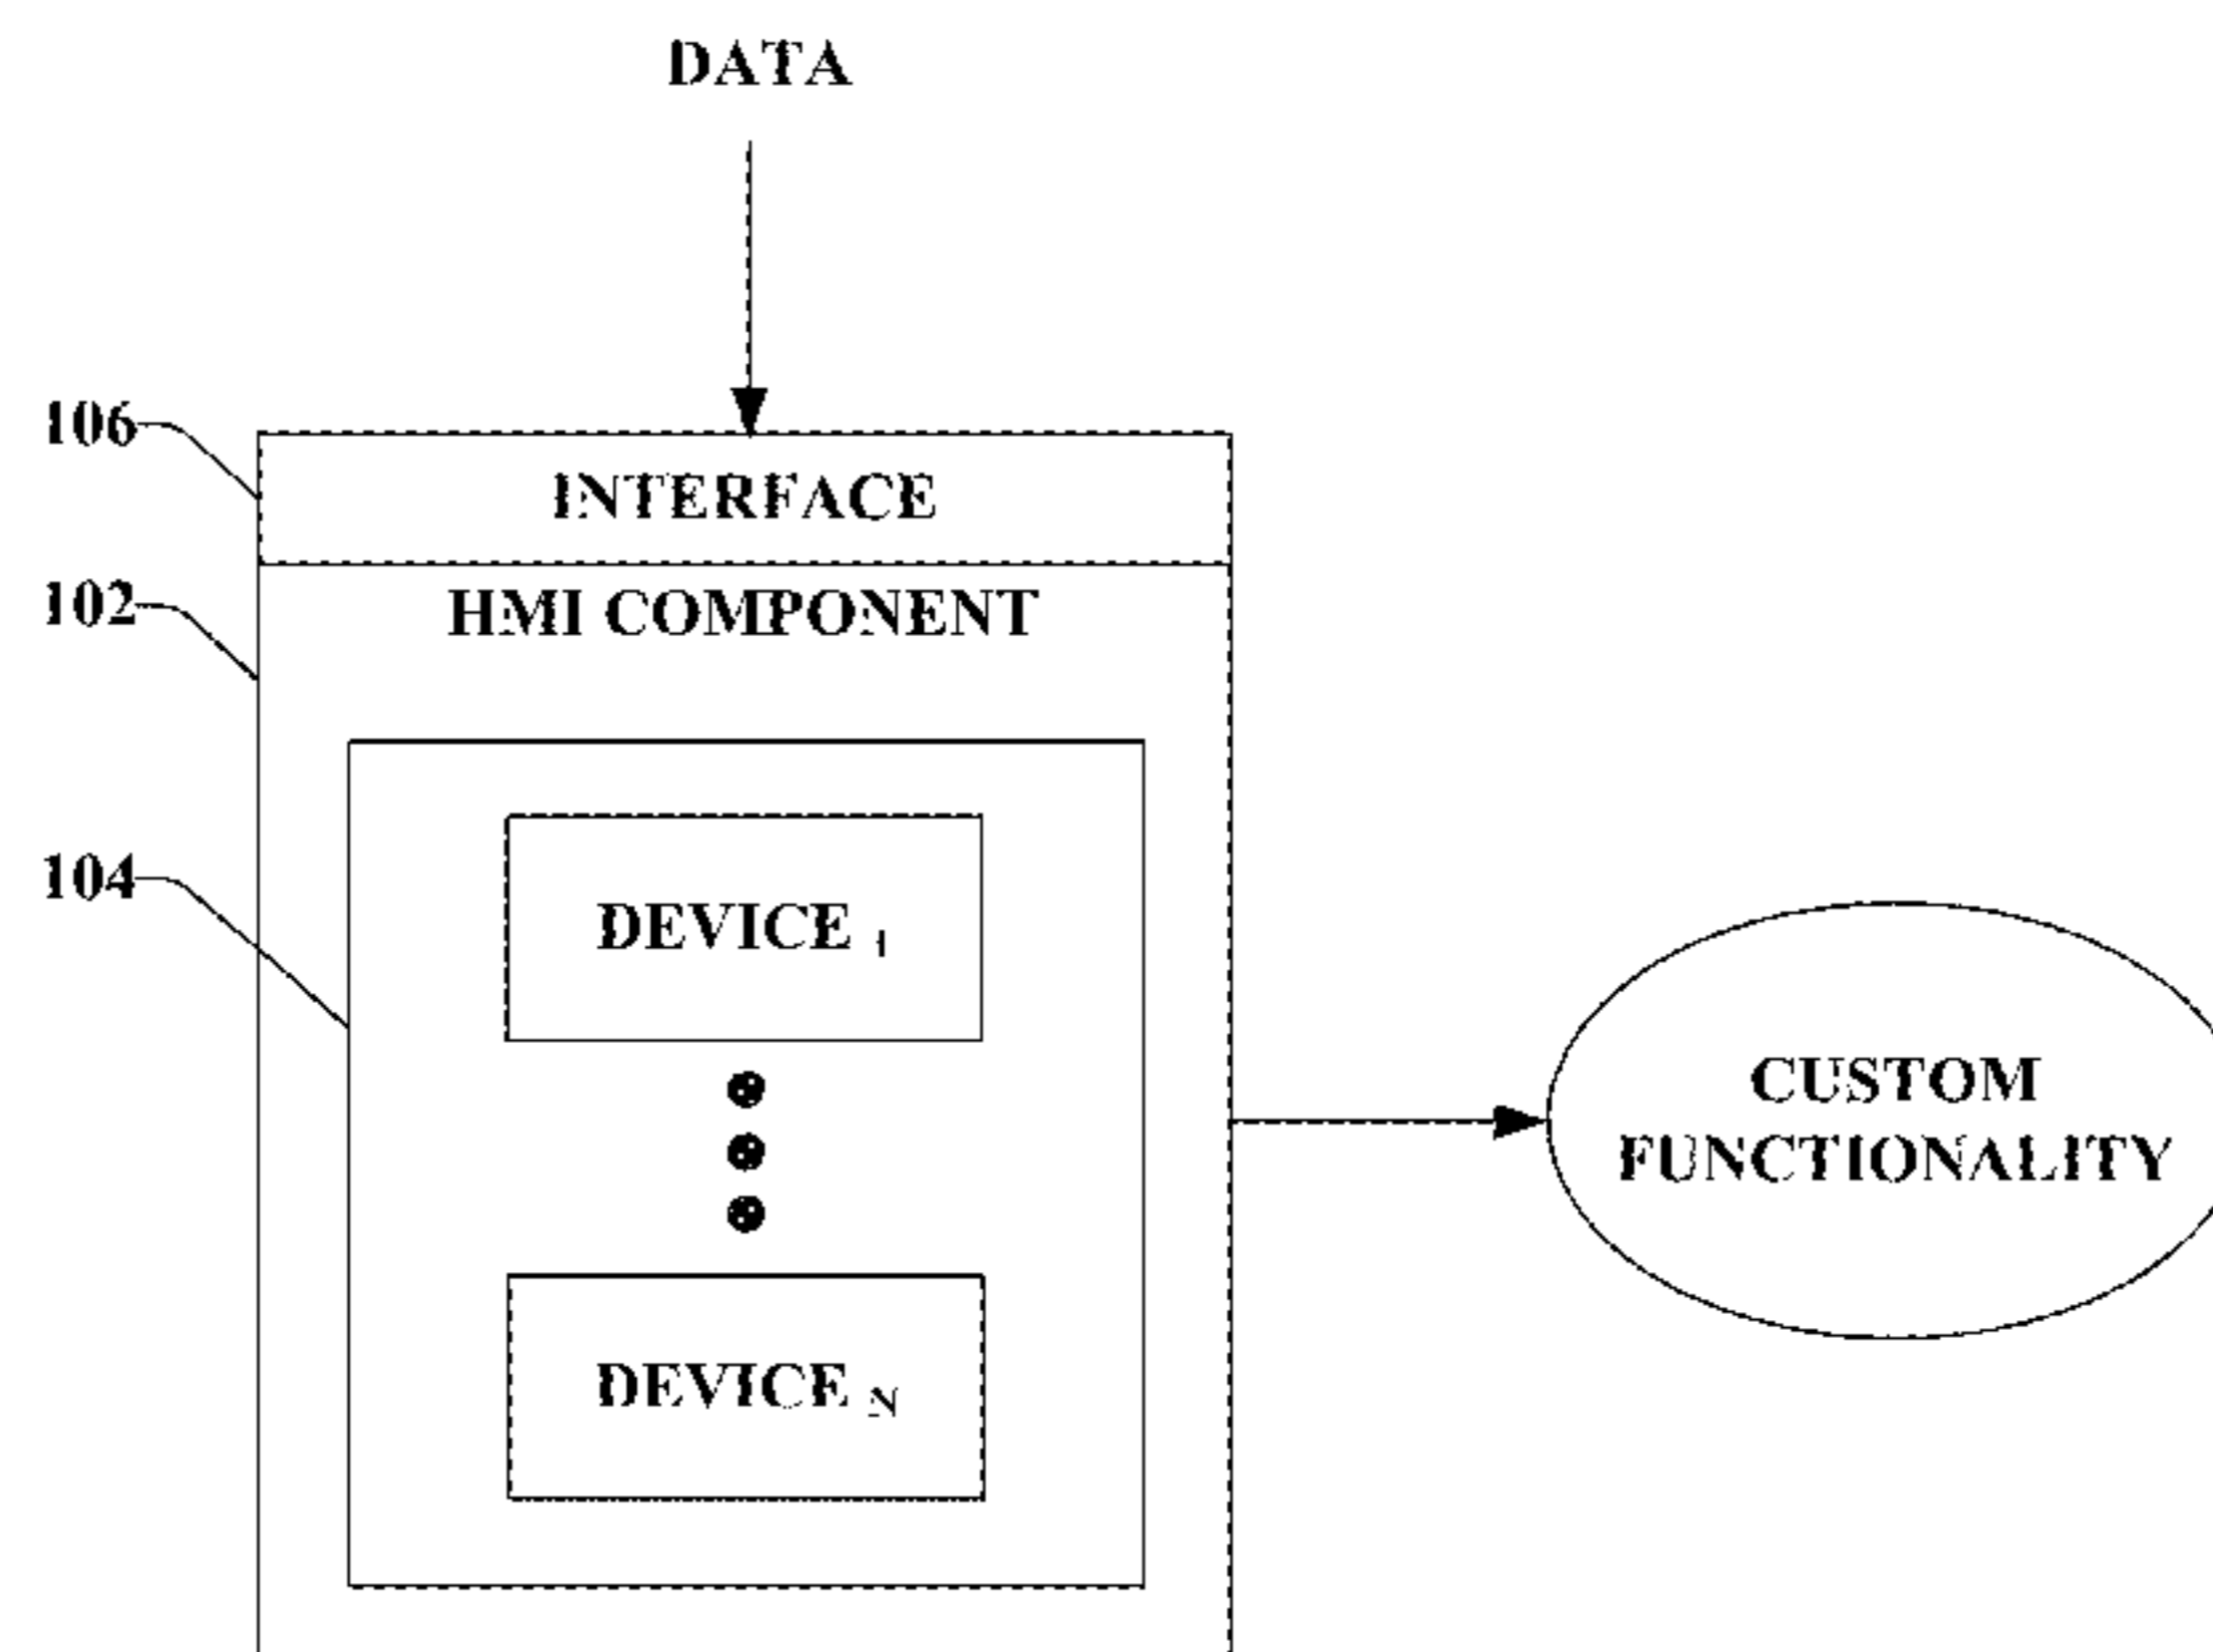 DATA
106
INTERFACE
102
HMI COMPONENT
104
DEVICE 1
CUSTOM
FUNCTIONALITY
DEVICE N